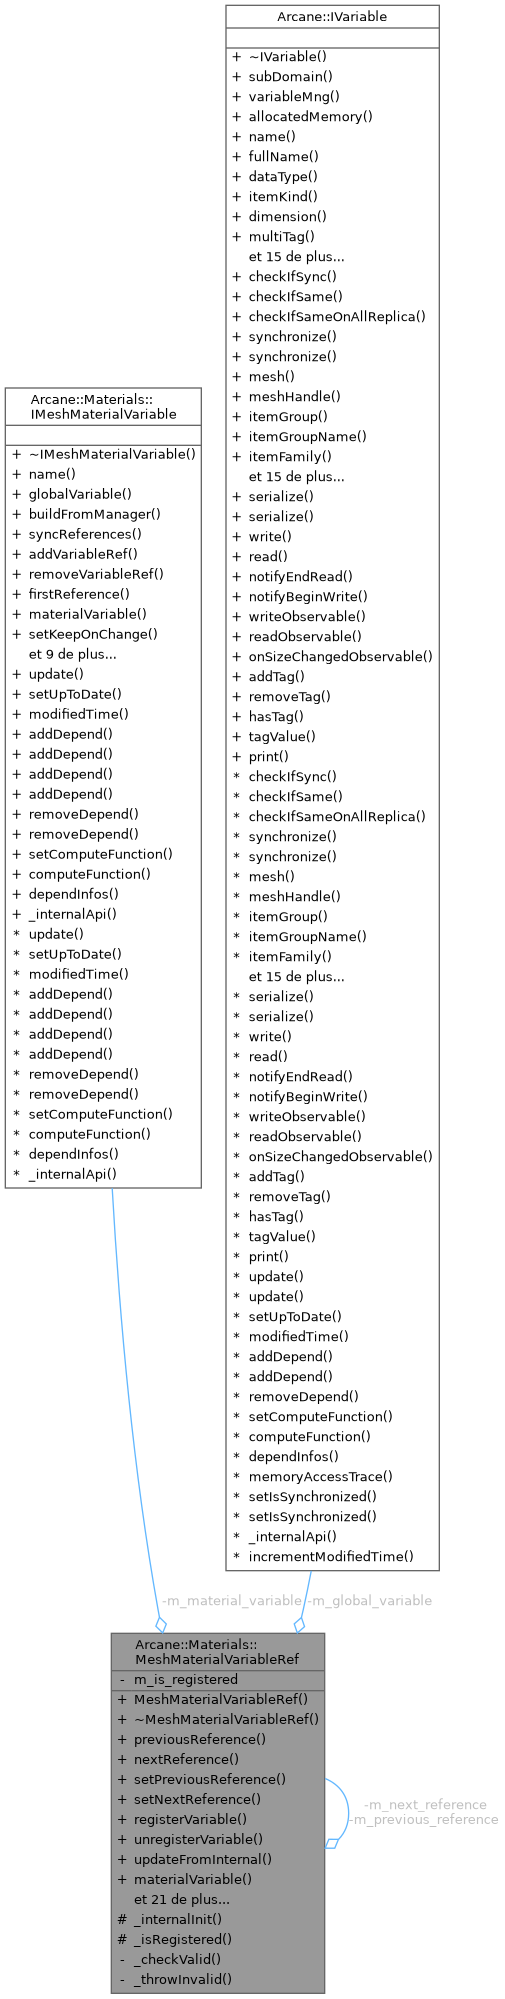 Arcane::IVariable
+ ~IVariable()
+ subDomain()
+ variableMng()
+ allocatedMemory()
+ name()
+ fullName()
+ dataType()
+ itemKind()
+ dimension()
+ multiTag()
et 15 de plus...
+ checkIfSync()
+ checkIfSame()
+ checkIfSameOnAllReplica()
+ synchronize()
+ synchronize()
+ mesh()
+ meshHandle()
+ itemGroup()
+ itemGroupName()
+ itemFamily()
et 15 de plus...
+ serialize()
+ serialize()
+ write()
+ read()
+ notifyEndRead()
+ notifyBeginWrite()
+ writeObservable()
+ readObservable()
+ onSizeChangedObservable()
+ addTag()
+ removeTag()
+ hasTag()
+ tagValue()
+ print()
* checkIfSync()
* checkIfSame()
* checkIfSameOnAllReplica()
* synchronize()
* synchronize()
* mesh()
* meshHandle()
* itemGroup()
* itemGroupName()
* itemFamily()
et 15 de plus...
* serialize()
* serialize()
* write()
* read()
* notifyEndRead()
* notifyBeginWrite()
* writeObservable()
* readObservable()
* onSizeChangedObservable()
* addTag()
* removeTag()
* hasTag()
* tagValue()
* print()
* update()
* update()
* setUpToDate()
* modifiedTime()
* addDepend()
* addDepend()
* removeDepend()
* setComputeFunction()
* computeFunction()
* dependInfos()
* memoryAccessTrace()
* setIsSynchronized()
* setIsSynchronized()
* _internalApi()
* incrementModifiedTime()
Arcane::Materials::
IMeshMaterialVariable
+ ~IMeshMaterialVariable()
+ name()
+ globalVariable()
+ buildFromManager()
+ syncReferences()
+ addVariableRef()
+ removeVariableRef()
+ firstReference()
+ materialVariable()
+ setKeepOnChange()
et 9 de plus...
+ update()
+ setUpToDate()
+ modifiedTime()
+ addDepend()
+ addDepend()
+ addDepend()
+ addDepend()
+ removeDepend()
+ removeDepend()
+ setComputeFunction()
+ computeFunction()
+ dependInfos()
+ _internalApi()
* update()
* setUpToDate()
* modifiedTime()
* addDepend()
* addDepend()
* addDepend()
* addDepend()
* removeDepend()
* removeDepend()
* setComputeFunction()
* computeFunction()
* dependInfos()
* _internalApi()
-m_material_variable
-m_global_variable
Arcane::Materials::
MeshMaterialVariableRef
- m_is_registered
+ MeshMaterialVariableRef()
+ ~MeshMaterialVariableRef()
+ previousReference()
+ nextReference()
+ setPreviousReference()
+ setNextReference()
+ registerVariable()
+ unregisterVariable()
+ updateFromInternal()
+ materialVariable()
et 21 de plus...
# _internalInit()
# _isRegistered()
- _checkValid()
- _throwInvalid()
-m_next_reference
-m_previous_reference